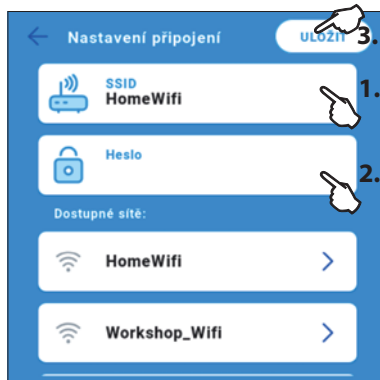 Nastavení připojení
ULOŽIT
3.
SSID
HomeWifi
1.
Heslo
2.
Dostupné sítě:
HomeWifi
Workshop_Wifi